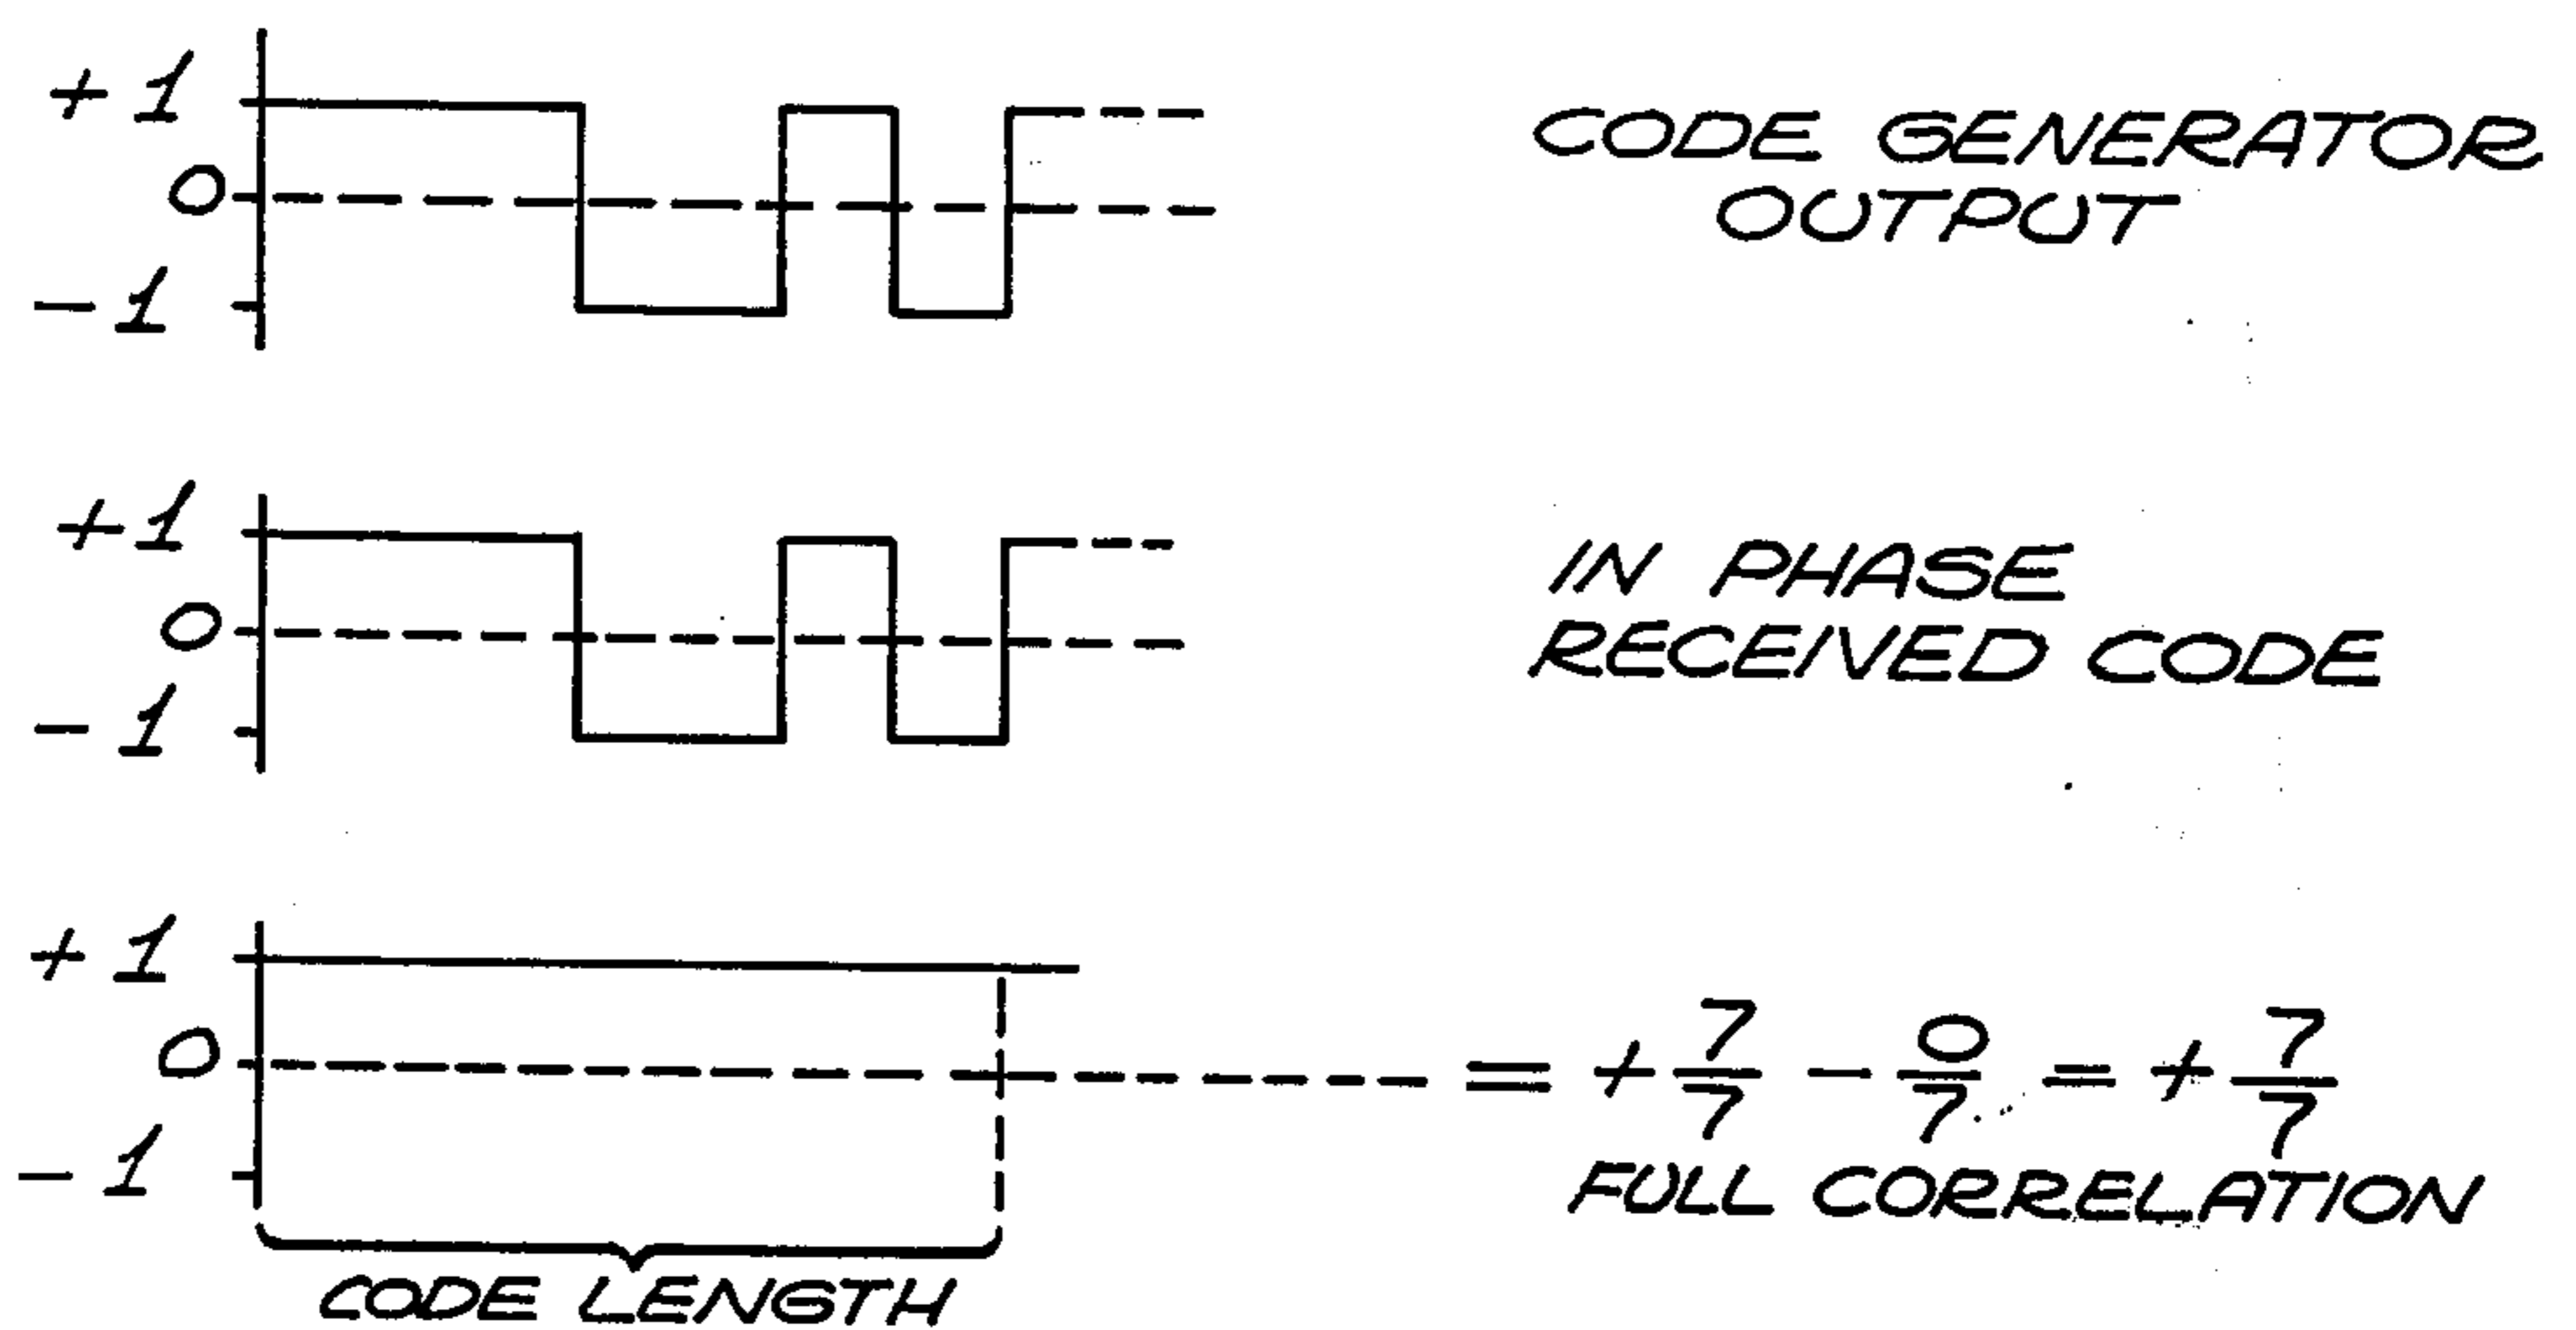 +1
0
-1
CODE GENERATOR
OUTPUT
+1
0
-1
IN PHASE
RECEIVED CODE
+1
0
-1
= + 7/7 - 0/7 = + 7/7
FULL CORRELATION
CODE LENGTH